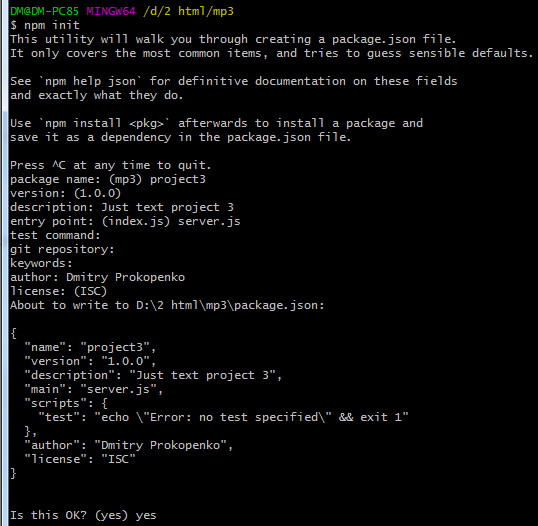 DM@DM-PC85 MINGW64 /d/2 html/mp3
$ npm init
This utility will walk you through creating a package.json file.
It only covers the most common items, and tries to guess sensible defaults.
See `npm help json` for definitive documentation on these fields
and exactly what they do.
Use `npm install <pkg>` afterwards to install a package and
save it as a dependency in the package.json file.
Press ^C at any time to quit.
package name: (mp3) project3
version: (1.0.0)
description: Just text project 3
entry point: (index.js) server.js
test command:
git repository:
keywords:
author: Dmitry Prokopenko
license: (ISC)
About to write to D:\2 html\mp3\package.json:
{
  "name": "project3",
  "version": "1.0.0",
  "description": "Just text project 3",
  "main": "server.js",
  "scripts": {
    "test": "echo \"Error: no test specified\" && exit 1"
  },
  "author": "Dmitry Prokopenko",
  "license": "ISC"
}
Is this OK? (yes) yes